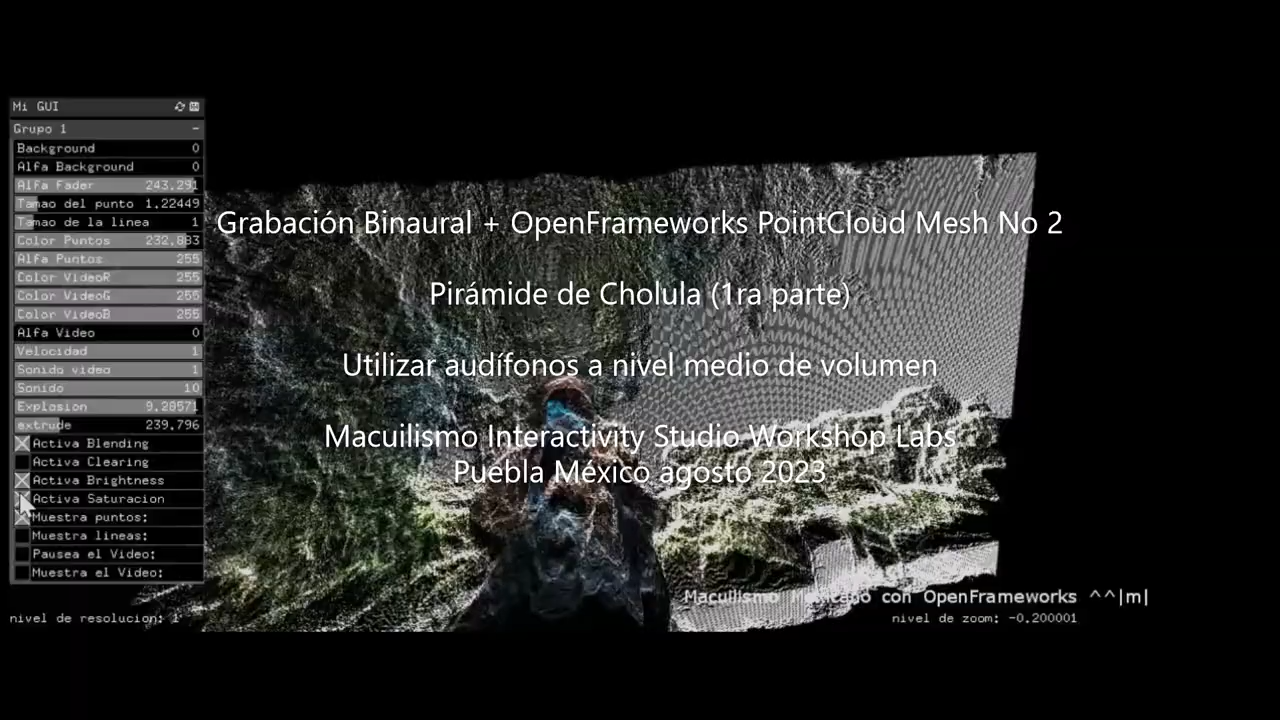 Mi GUI
Grupo 1 -
Background 0
Alfa Background 0
Alfa Fader 243.291
Tamao del punto 1.22449
Tamao de la linea 1
Color Puntos 232.883
Alfa Puntos 255
Color VideoR 255
Color VideoG 255
Color VideoB 255
Alfa Video 0
Velocidad 1
Sonido video 1
Sonido 10
Explosion 9.28571
extrude 239.796
Activa Blending
Activa Clearing
Activa Brightness
Activa Saturacion
Muestra puntos:
Muestra lineas:
Pausea el Video:
Muestra el Video:
nivel de resolucion: 1
Grabación Binaural + OpenFrameworks PointCloud Mesh No 2
Pirámide de Cholula (1ra parte)
Utilizar audífonos a nivel medio de volumen
Macuilismo Interactivity Studio Workshop Labs
Puebla México agosto 2023
Macuilismo Mexicano con OpenFrameworks ^^|m|
nivel de zoom: -0.200001